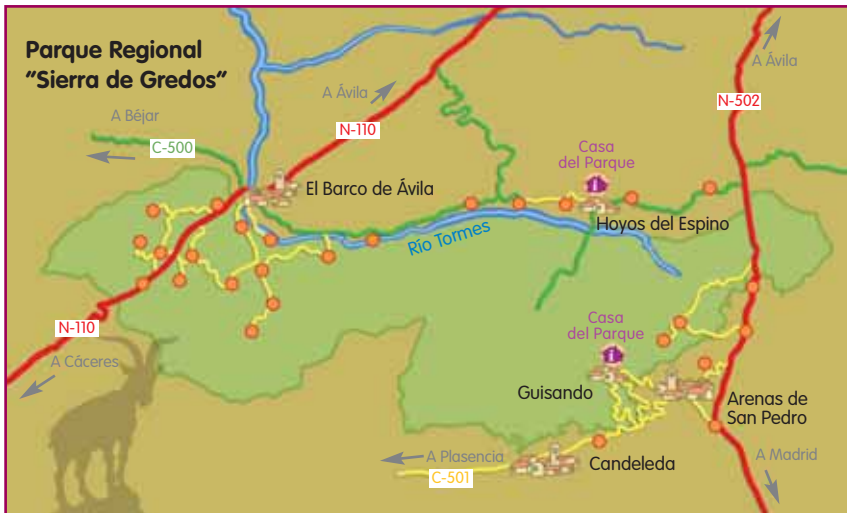 Parque Regional
"Sierra de Gredos"
A Ávila
A Ávila
N-502
A Béjar
N-110
C-500
Casa
del Parque
i
El Barco de Ávila
Hoyos del Espino
Río Tormes
N-110
Casa
del Parque
i
A Cáceres
Guisando
Arenas de
San Pedro
A Plasencia
Candeleda
A Madrid
C-501